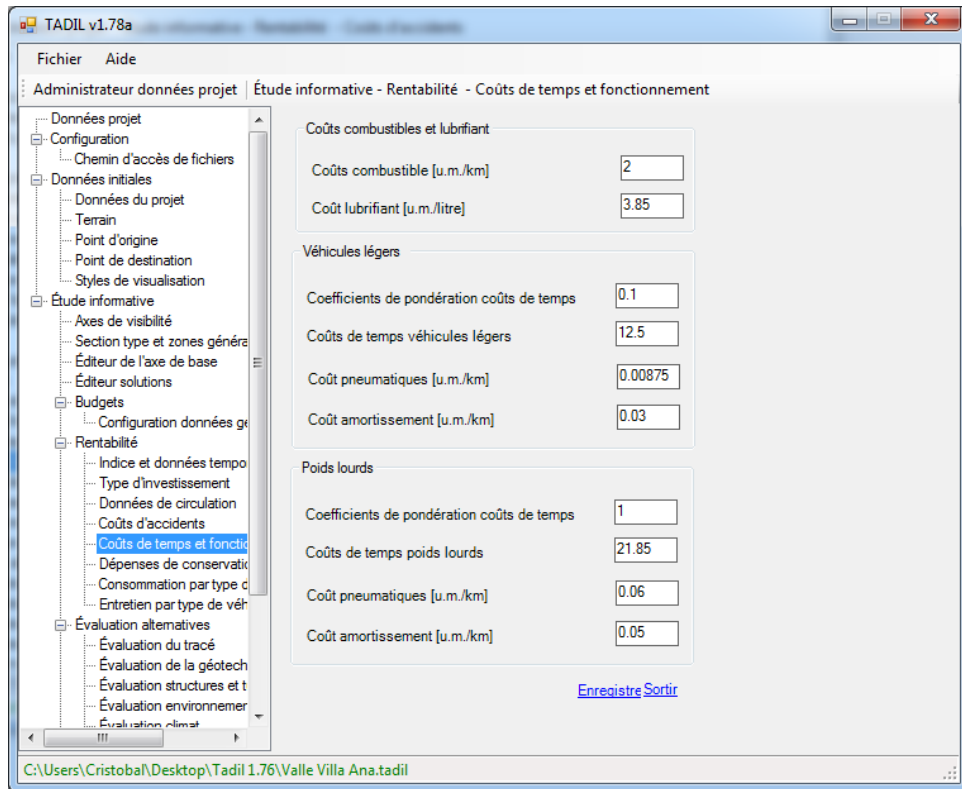 TADIL v1.78a
Fichier Aide
Administrateur données projet Étude informative - Rentabilité - Coûts de temps et fonctionnement
Données projet
Configuration
Chemin d'accès de fichiers
Données initiales
Données du projet
Terrain
Point d'origine
Point de destination
Styles de visualisation
Étude informative
Axes de visibilité
Section type et zones généra
Éditeur de l'axe de base
Éditeur solutions
Budgets
Configuration données gé
Rentabilité
Indice et données tempo
Type d'investissement
Données de circulation
Coûts d'accidents
Coûts de temps et fonctio
Dépenses de conservatio
Consommation par type d
Entretien par type de véh
Évaluation alternatives
Évaluation du tracé
Évaluation de la géotech
Évaluation structures et t
Évaluation environnemer
Évaluation climat
Coûts combustibles et lubrifiant
Coûts combustible [u.m./km] 2
Coût lubrifiant [u.m./litre] 3.85
Véhicules légers
Coefficients de pondération coûts de temps 0.1
Coûts de temps véhicules légers 12.5
Coût pneumatiques [u.m./km] 0.00875
Coût amortissement [u.m./km] 0.03
Poids lourds
Coefficients de pondération coûts de temps 1
Coûts de temps poids lourds 21.85
Coût pneumatiques [u.m./km] 0.06
Coût amortissement [u.m./km] 0.05
Enregistre Sortir
C:\Users\Cristobal\Desktop\Tadil 1.76\Valle Villa Ana.tadil